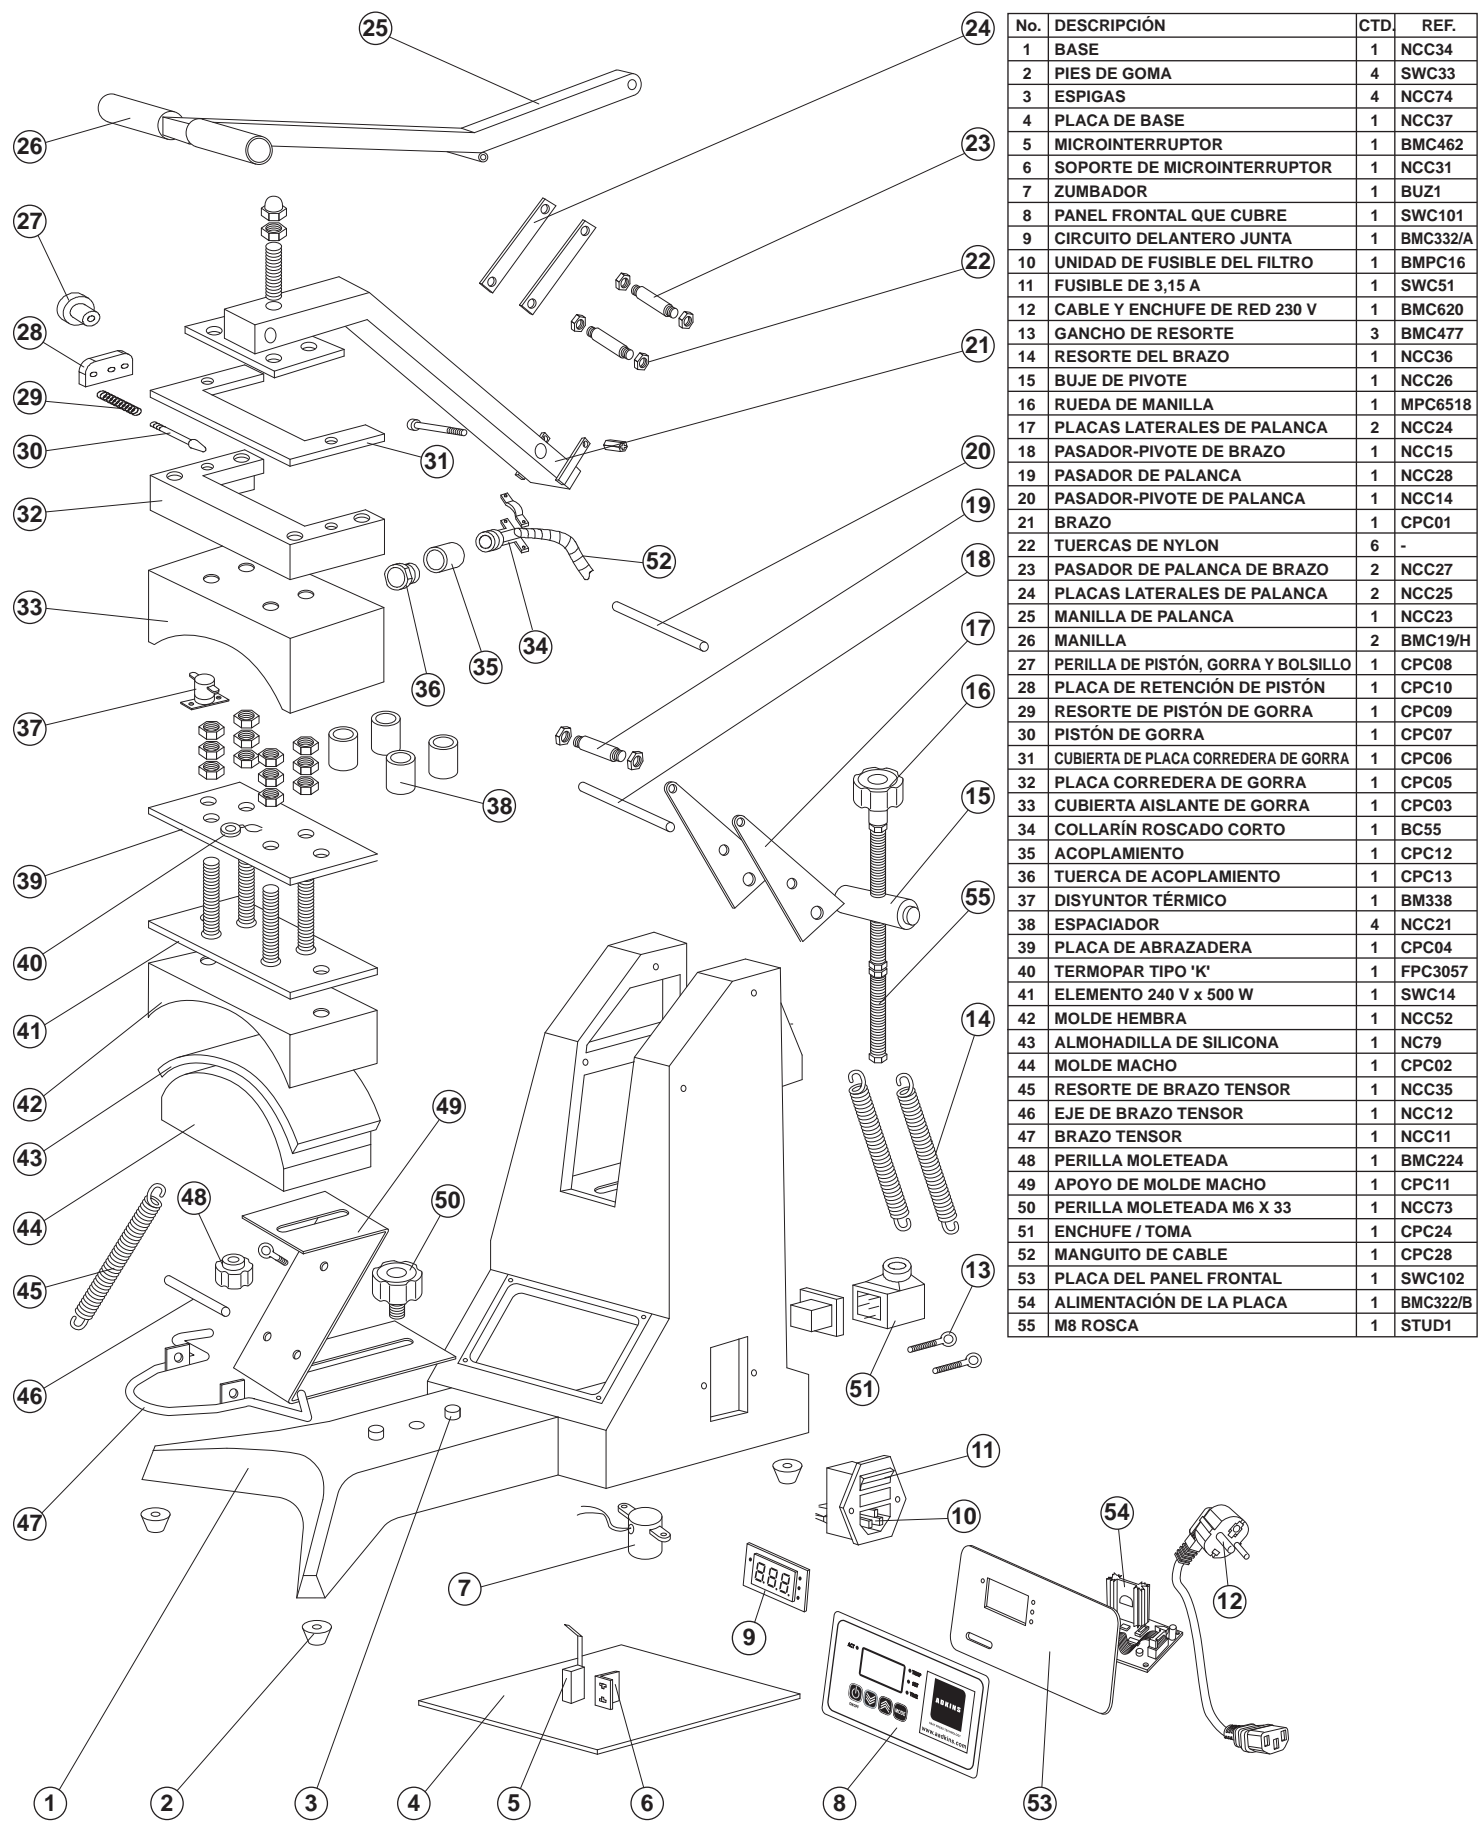 No. DESCRIPCIÓN CTD. REF.
1 BASE 1 NCC34
2 PIES DE GOMA 4 SWC33
3 ESPIGAS 4 NCC74
4 PLACA DE BASE 1 NCC37
5 MICROINTERRUPTOR 1 BMC462
6 SOPORTE DE MICROINTERRUPTOR 1 NCC31
7 ZUMBADOR 1 BUZ1
8 PANEL FRONTAL QUE CUBRE 1 SWC101
9 CIRCUITO DELANTERO JUNTA 1 BMC332/A
10 UNIDAD DE FUSIBLE DEL FILTRO 1 BMPC16
11 FUSIBLE DE 3,15 A 1 SWC51
12 CABLE Y ENCHUFE DE RED 230 V 1 BMC620
13 GANCHO DE RESORTE 3 BMC477
14 RESORTE DEL BRAZO 1 NCC36
15 BUJE DE PIVOTE 1 NCC26
16 RUEDA DE MANILLA 1 MPC6518
17 PLACAS LATERALES DE PALANCA 2 NCC24
18 PASADOR-PIVOTE DE BRAZO 1 NCC15
19 PASADOR DE PALANCA 1 NCC28
20 PASADOR-PIVOTE DE PALANCA 1 NCC14
21 BRAZO 1 CPC01
22 TUERCAS DE NYLON 6 -
23 PASADOR DE PALANCA DE BRAZO 2 NCC27
24 PLACAS LATERALES DE PALANCA 2 NCC25
25 MANILLA DE PALANCA 1 NCC23
26 MANILLA 2 BMC19/H
27 PERILLA DE PISTÓN, GORRA Y BOLSILLO 1 CPC08
28 PLACA DE RETENCIÓN DE PISTÓN 1 CPC10
29 RESORTE DE PISTÓN DE GORRA 1 CPC09
30 PISTÓN DE GORRA 1 CPC07
31 CUBIERTA DE PLACA CORREDERA DE GORRA 1 CPC06
32 PLACA CORREDERA DE GORRA 1 CPC05
33 CUBIERTA AISLANTE DE GORRA 1 CPC03
34 COLLARÍN ROSCADO CORTO 1 BC55
35 ACOPLAMIENTO 1 CPC12
36 TUERCA DE ACOPLAMIENTO 1 CPC13
37 DISYUNTOR TÉRMICO 1 BM338
38 ESPACIADOR 4 NCC21
39 PLACA DE ABRAZADERA 1 CPC04
40 TERMOPAR TIPO 'K' 1 FPC3057
41 ELEMENTO 240 V x 500 W 1 SWC14
42 MOLDE HEMBRA 1 NCC52
43 ALMOHADILLA DE SILICONA 1 NC79
44 MOLDE MACHO 1 CPC02
45 RESORTE DE BRAZO TENSOR 1 NCC35
46 EJE DE BRAZO TENSOR 1 NCC12
47 BRAZO TENSOR 1 NCC11
48 PERILLA MOLETEADA 1 BMC224
49 APOYO DE MOLDE MACHO 1 CPC11
50 PERILLA MOLETEADA M6 X 33 1 NCC73
51 ENCHUFE / TOMA 1 CPC24
52 MANGUITO DE CABLE 1 CPC28
53 PLACA DEL PANEL FRONTAL 1 SWC102
54 ALIMENTACIÓN DE LA PLACA 1 BMC322/B
55 M8 ROSCA 1 STUD1
25
24
26
23
27
22
28
21
29
30
31
20
32
19
52
18
33
34
17
35
36
16
37
38
15
39
55
40
14
41
42
49
43
48
50
44
45
13
46
51
11
47
10
54
7
12
9
8.8.8.
ADKINS
www.aadkins.com
1
2
3
4
5
6
8
53